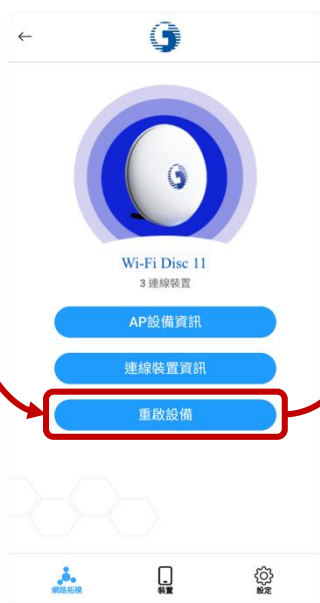 Wi-Fi Disc 11
3 連線裝置
AP設備資訊
連線裝置資訊
重啟設備
網路拓樸
裝置
設定